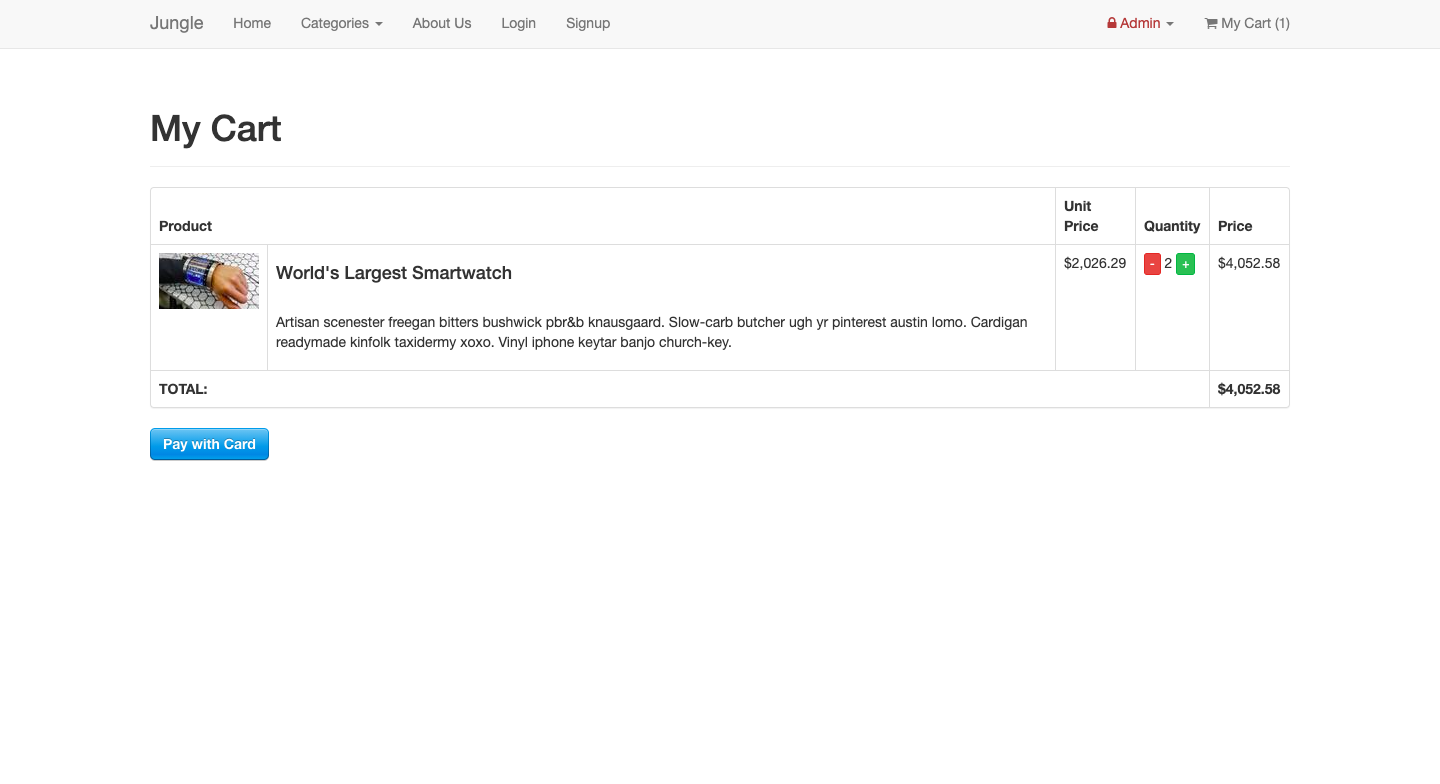 Jungle Home Categories About Us Login Signup Admin My Cart (1)
My Cart
Product Unit Price Quantity Price
World's Largest Smartwatch $2,026.29 - 2 + $4,052.58
Artisan scenester freegan bitters bushwick pbr&b knausgaard. Slow-carb butcher ugh yr pinterest austin lomo. Cardigan
readymade kinfolk taxidermy xoxo. Vinyl iphone keytar banjo church-key.
TOTAL: $4,052.58
Pay with Card